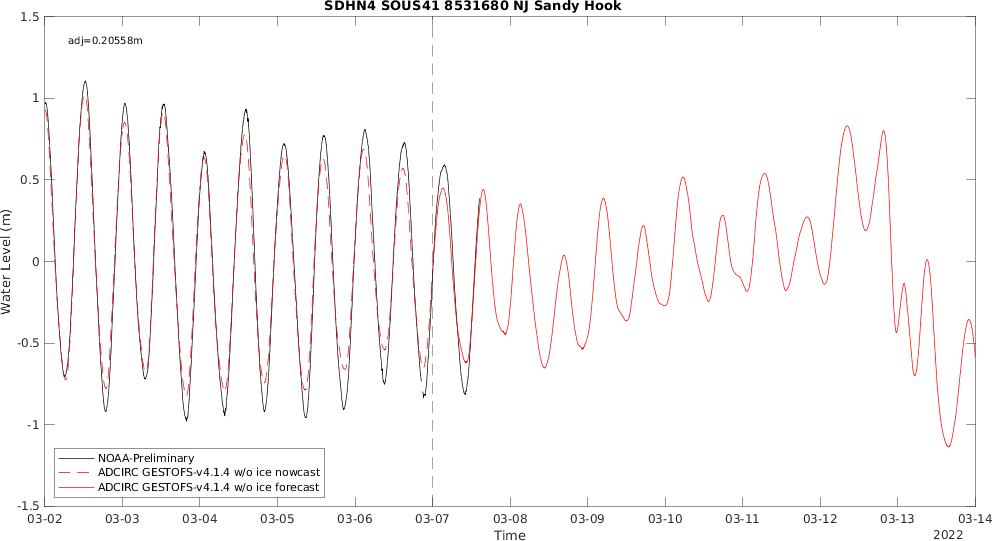 SDHN4 SOUS41 8531680 NJ Sandy Hook
adj=0.20558m
1.5
1
0.5
0
-0.5
-1
-1.5
Water Level (m)
NOAA-Preliminary
ADCIRC GESTOFS-v4.1.4 w/o ice nowcast
ADCIRC GESTOFS-v4.1.4 w/o ice forecast
03-02 03-03 03-04 03-05 03-06 03-07 03-08 03-09 03-10 03-11 03-12 03-13 03-14
Time
2022